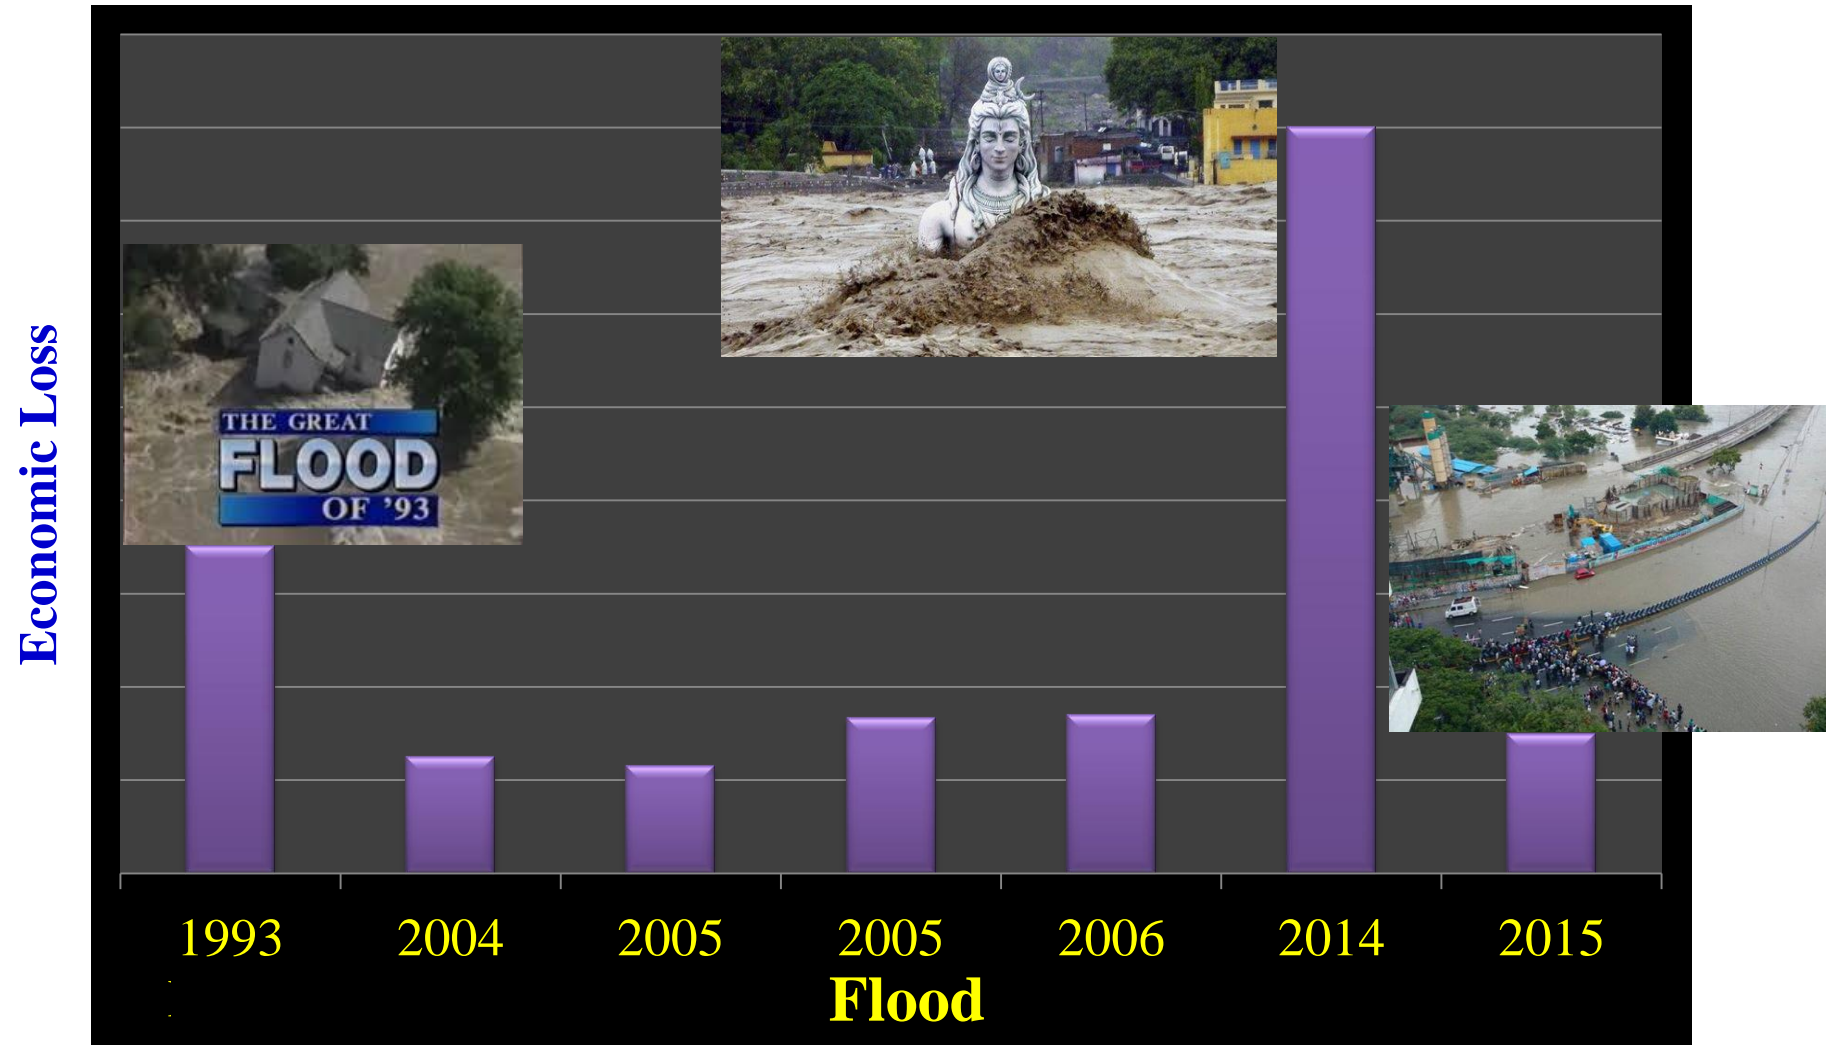 Economic Loss
THE GREAT
FLOOD
OF ’93
1993
2004
2005
2005
2006
2014
2015
Flood